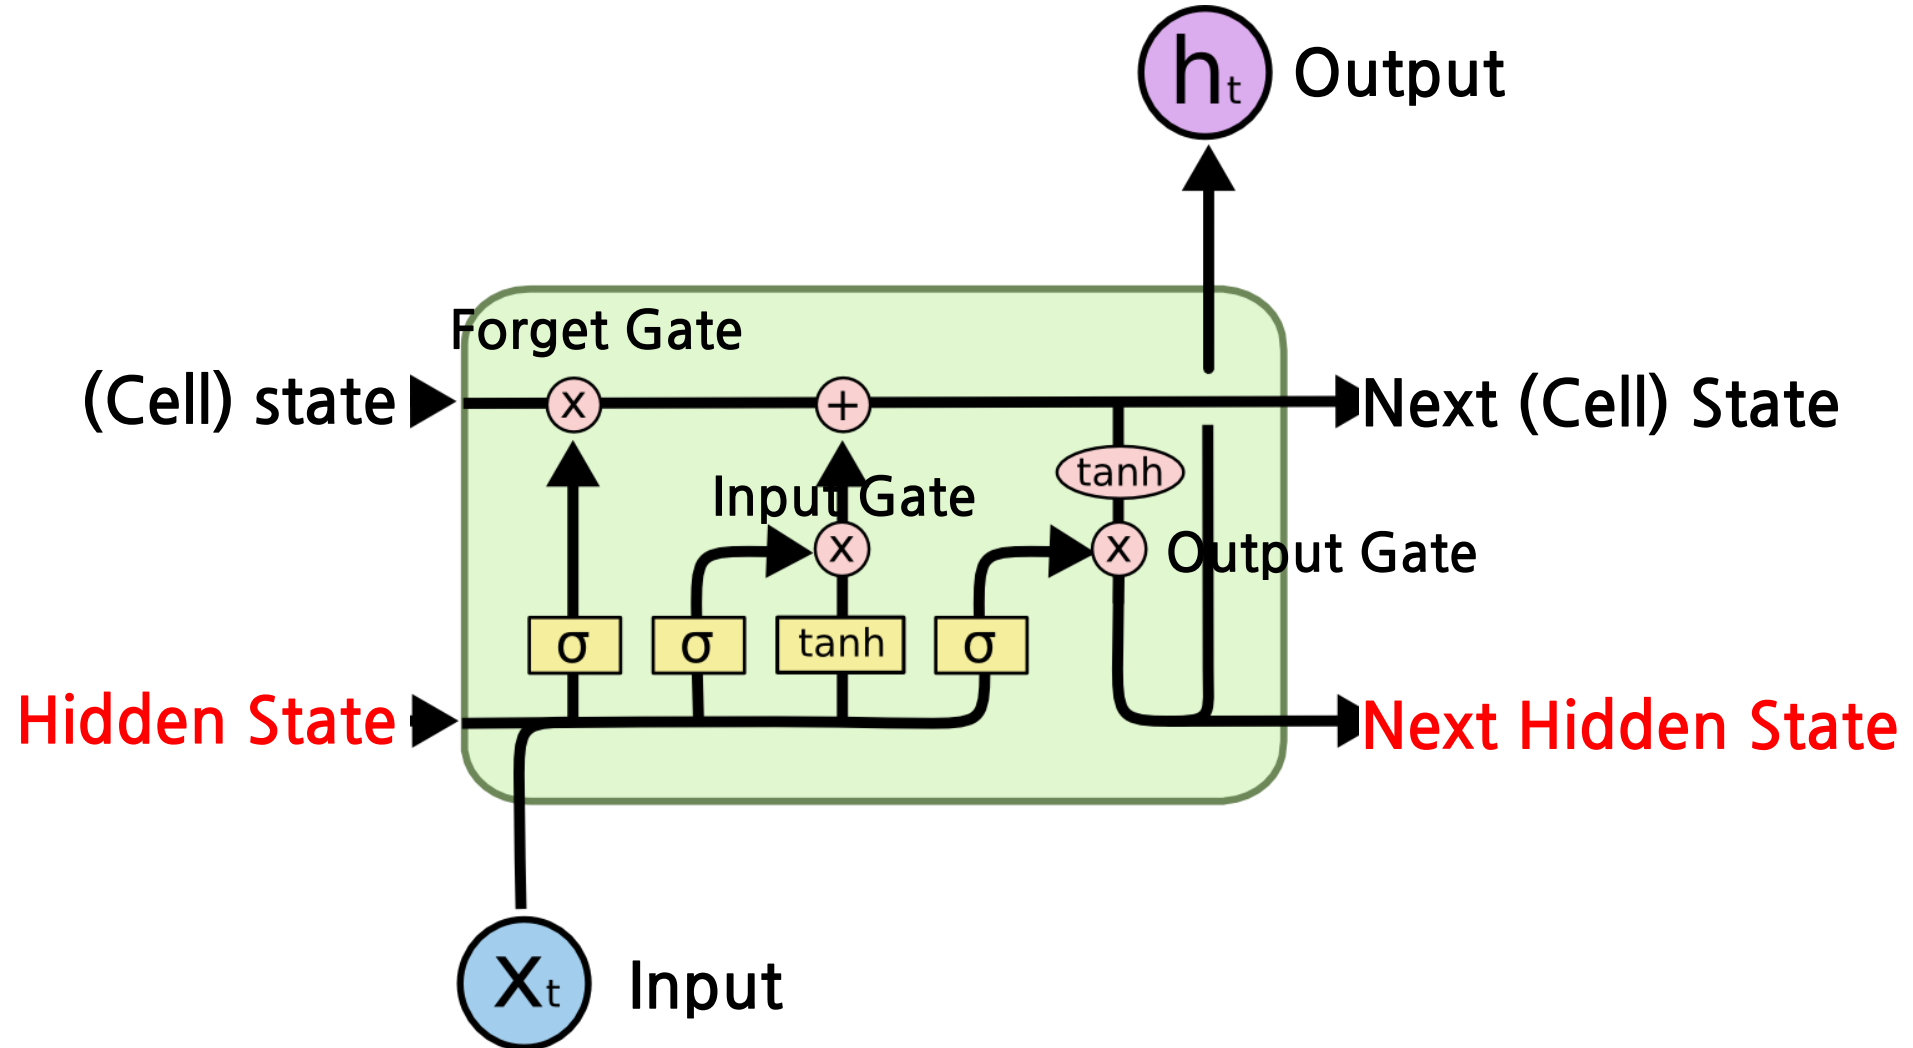 ht Output
Forget Gate
(Cell) state
x
+
Next (Cell) State
tanh
Input Gate
x
x
Output Gate
σ
σ
tanh
σ
Hidden State
Next Hidden State
xt Input